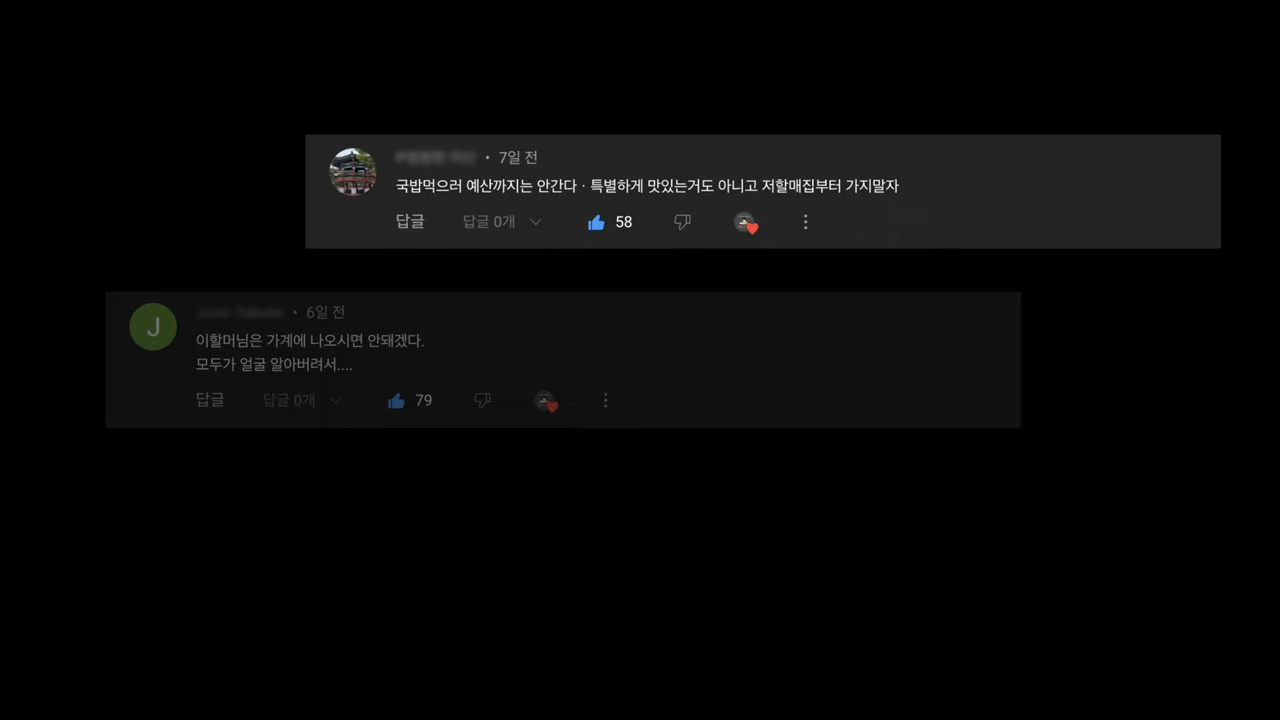 • 7일 전
국밥먹으러 예산까지는 안간다 · 특별하게 맛있는거도 아니고 저할매집부터 가지말자
답글 답글 0개 58
J
• 6일 전
이할머님은 가계에 나오시면 안돼겠다.
모두가 얼굴 알아버려서....
답글 답글 0개 79